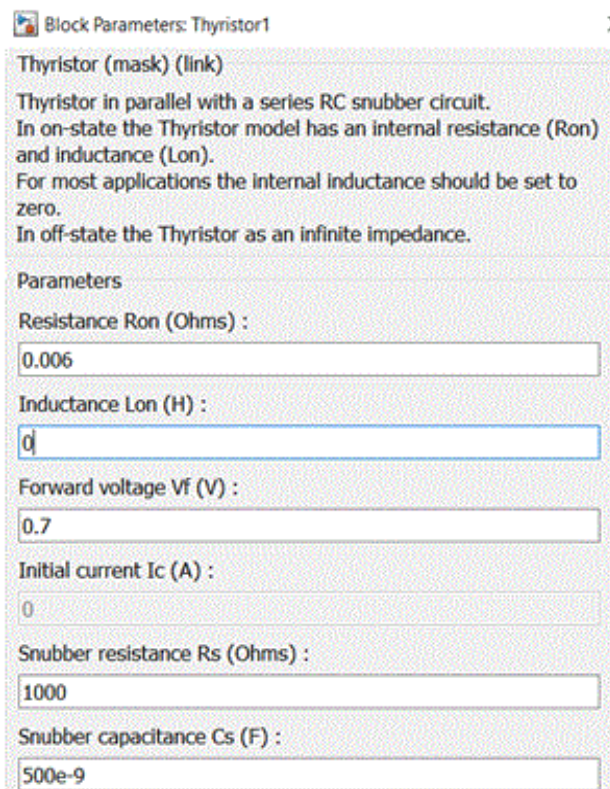 Block Parameters: Thyristor1
Thyristor (mask) (link)
Thyristor in parallel with a series RC snubber circuit.
In on-state the Thyristor model has an internal resistance (Ron)
and inductance (Lon).
For most applications the internal inductance should be set to
zero.
In off-state the Thyristor as an infinite impedance.
Parameters
Resistance Ron (Ohms) :
0.006
Inductance Lon (H) :
0
Forward voltage Vf (V) :
0.7
Initial current Ic (A) :
0
Snubber resistance Rs (Ohms) :
1000
Snubber capacitance Cs (F) :
500e-9